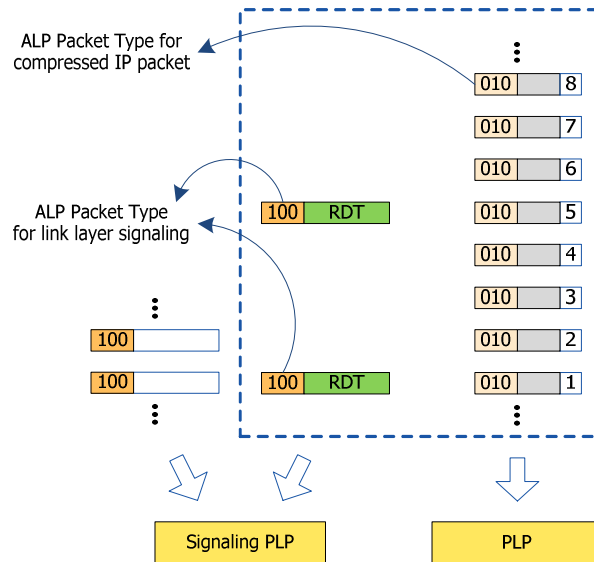 ALP Packet Type for
compressed IP packet
010 8
010 7
010 6
ALP Packet Type
for link layer signaling
100 RDT
010 5
010 4
010 3
100
010 2
100
100 RDT
010 1
Signaling PLP
PLP